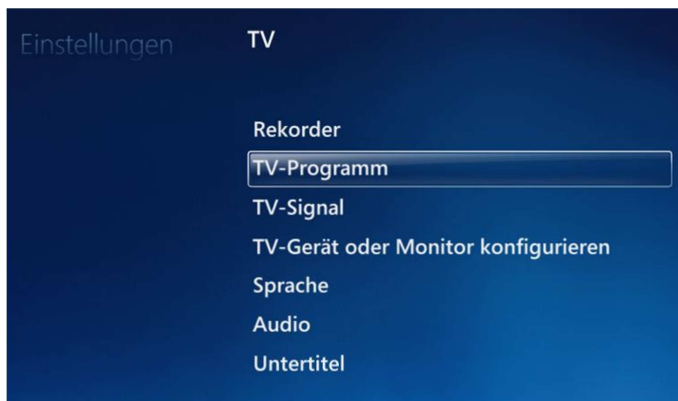 Einstellungen
TV
Rekorder
TV-Programm
TV-Signal
TV-Gerät oder Monitor konfigurieren
Sprache
Audio
Untertitel